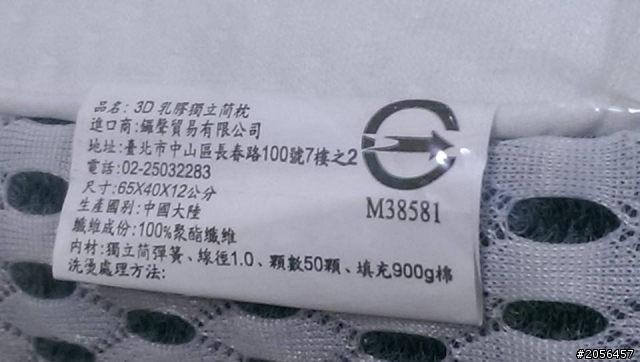 品名: 3D 乳膠獨立筒枕
進口商:鑼聲貿易有限公司
地址:臺北市中山區長春路100號7樓之2
電話:02-25032283
尺寸:65X40X12公分
生產國別:中國大陸
纖維成份:100%聚酯纖維
內材:獨立筒彈簧、線徑1.0、顆數50顆、填充900g棉
洗燙處理方法:
M38581
#2056457